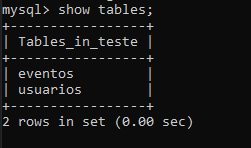 mysql> show tables;
+-----------------+
| Tables_in_teste |
+-----------------+
| eventos         |
| usuarios        |
+-----------------+
2 rows in set (0.00 sec)